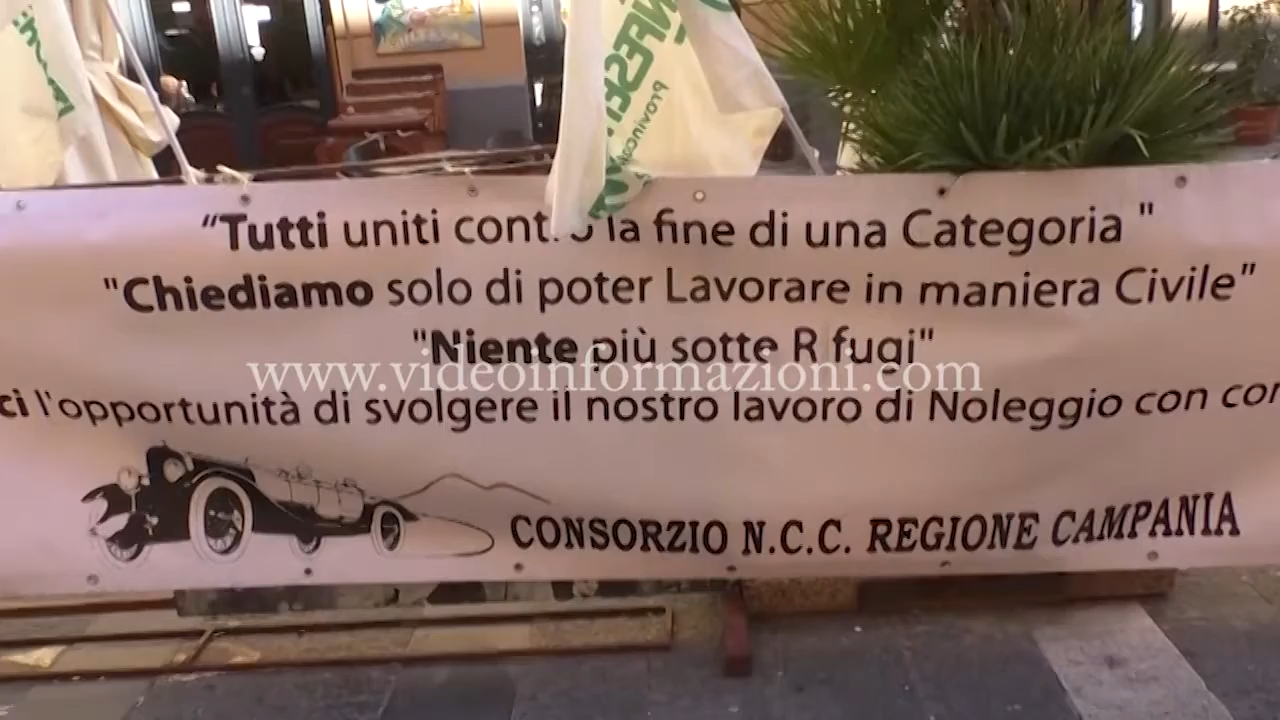 “Tutti uniti contro la fine di una Categoria "
"Chiediamo solo di poter Lavorare in maniera Civile"
"Niente più sotte R fugi"
www.videoinformazioni.com
ci l'opportunità di svolgere il nostro lavoro di Noleggio con con
CONSORZIO N.C.C. REGIONE CAMPANIA